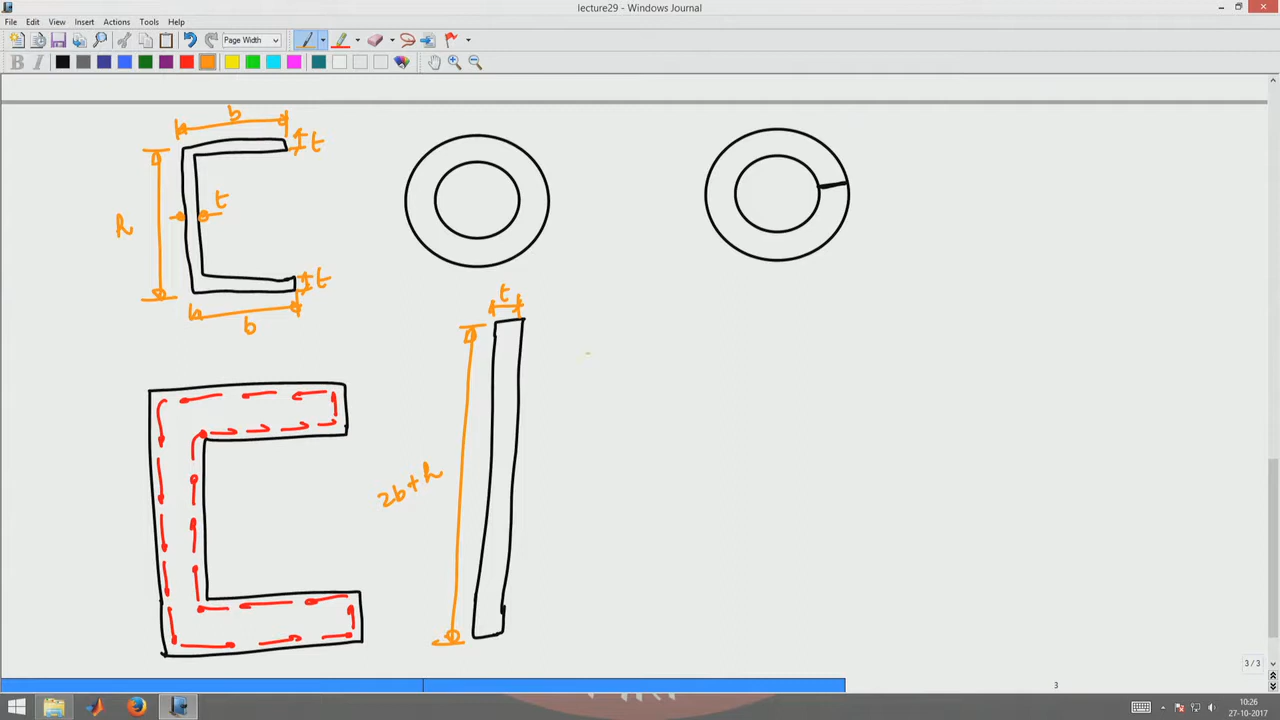 lecture29 - Windows Journal
File Edit View Insert Actions Tools Help
Page Width
B I
b
t
t
h
t
b
t
2b+h
3 / 3
3
10:26
27-10-2017